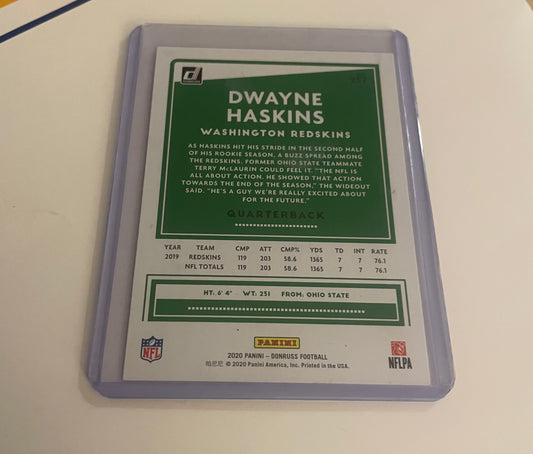 DWAYNE
HASKINS
WASHINGTON REDSKINS
AS HASKINS HIT HIS STRIDE IN THE SECOND HALF
OF HIS ROOKIE SEASON, A BUZZ SPREAD AMONG
THE REDSKINS. FORMER OHIO STATE TEAMMATE
TERRY MCLAURIN COULD FEEL IT. "THE NFL IS
ALL ABOUT ACTION. HE SHOWED THAT ACTION
TOWARDS THE END OF THE SEASON," THE WIDEOUT
SAID. "HE'S A GUY WE'RE REALLY EXCITED ABOUT
FOR THE FUTURE."
QUARTERBACK
YEAR TEAM CMP ATT CMP% YDS TD INT RATE
2019 REDSKINS 119 203 58.6 1365 7 7 76.1
NFL TOTALS 119 203 58.6 1365 7 7 76.1
HT: 6' 4" WT: 231 FROM: OHIO STATE
NFL
PANINI
NFLPA
2020 PANINI – DONRUSS FOOTBALL
帕尼尼 © 2020 Panini America, Inc. Printed in the USA.